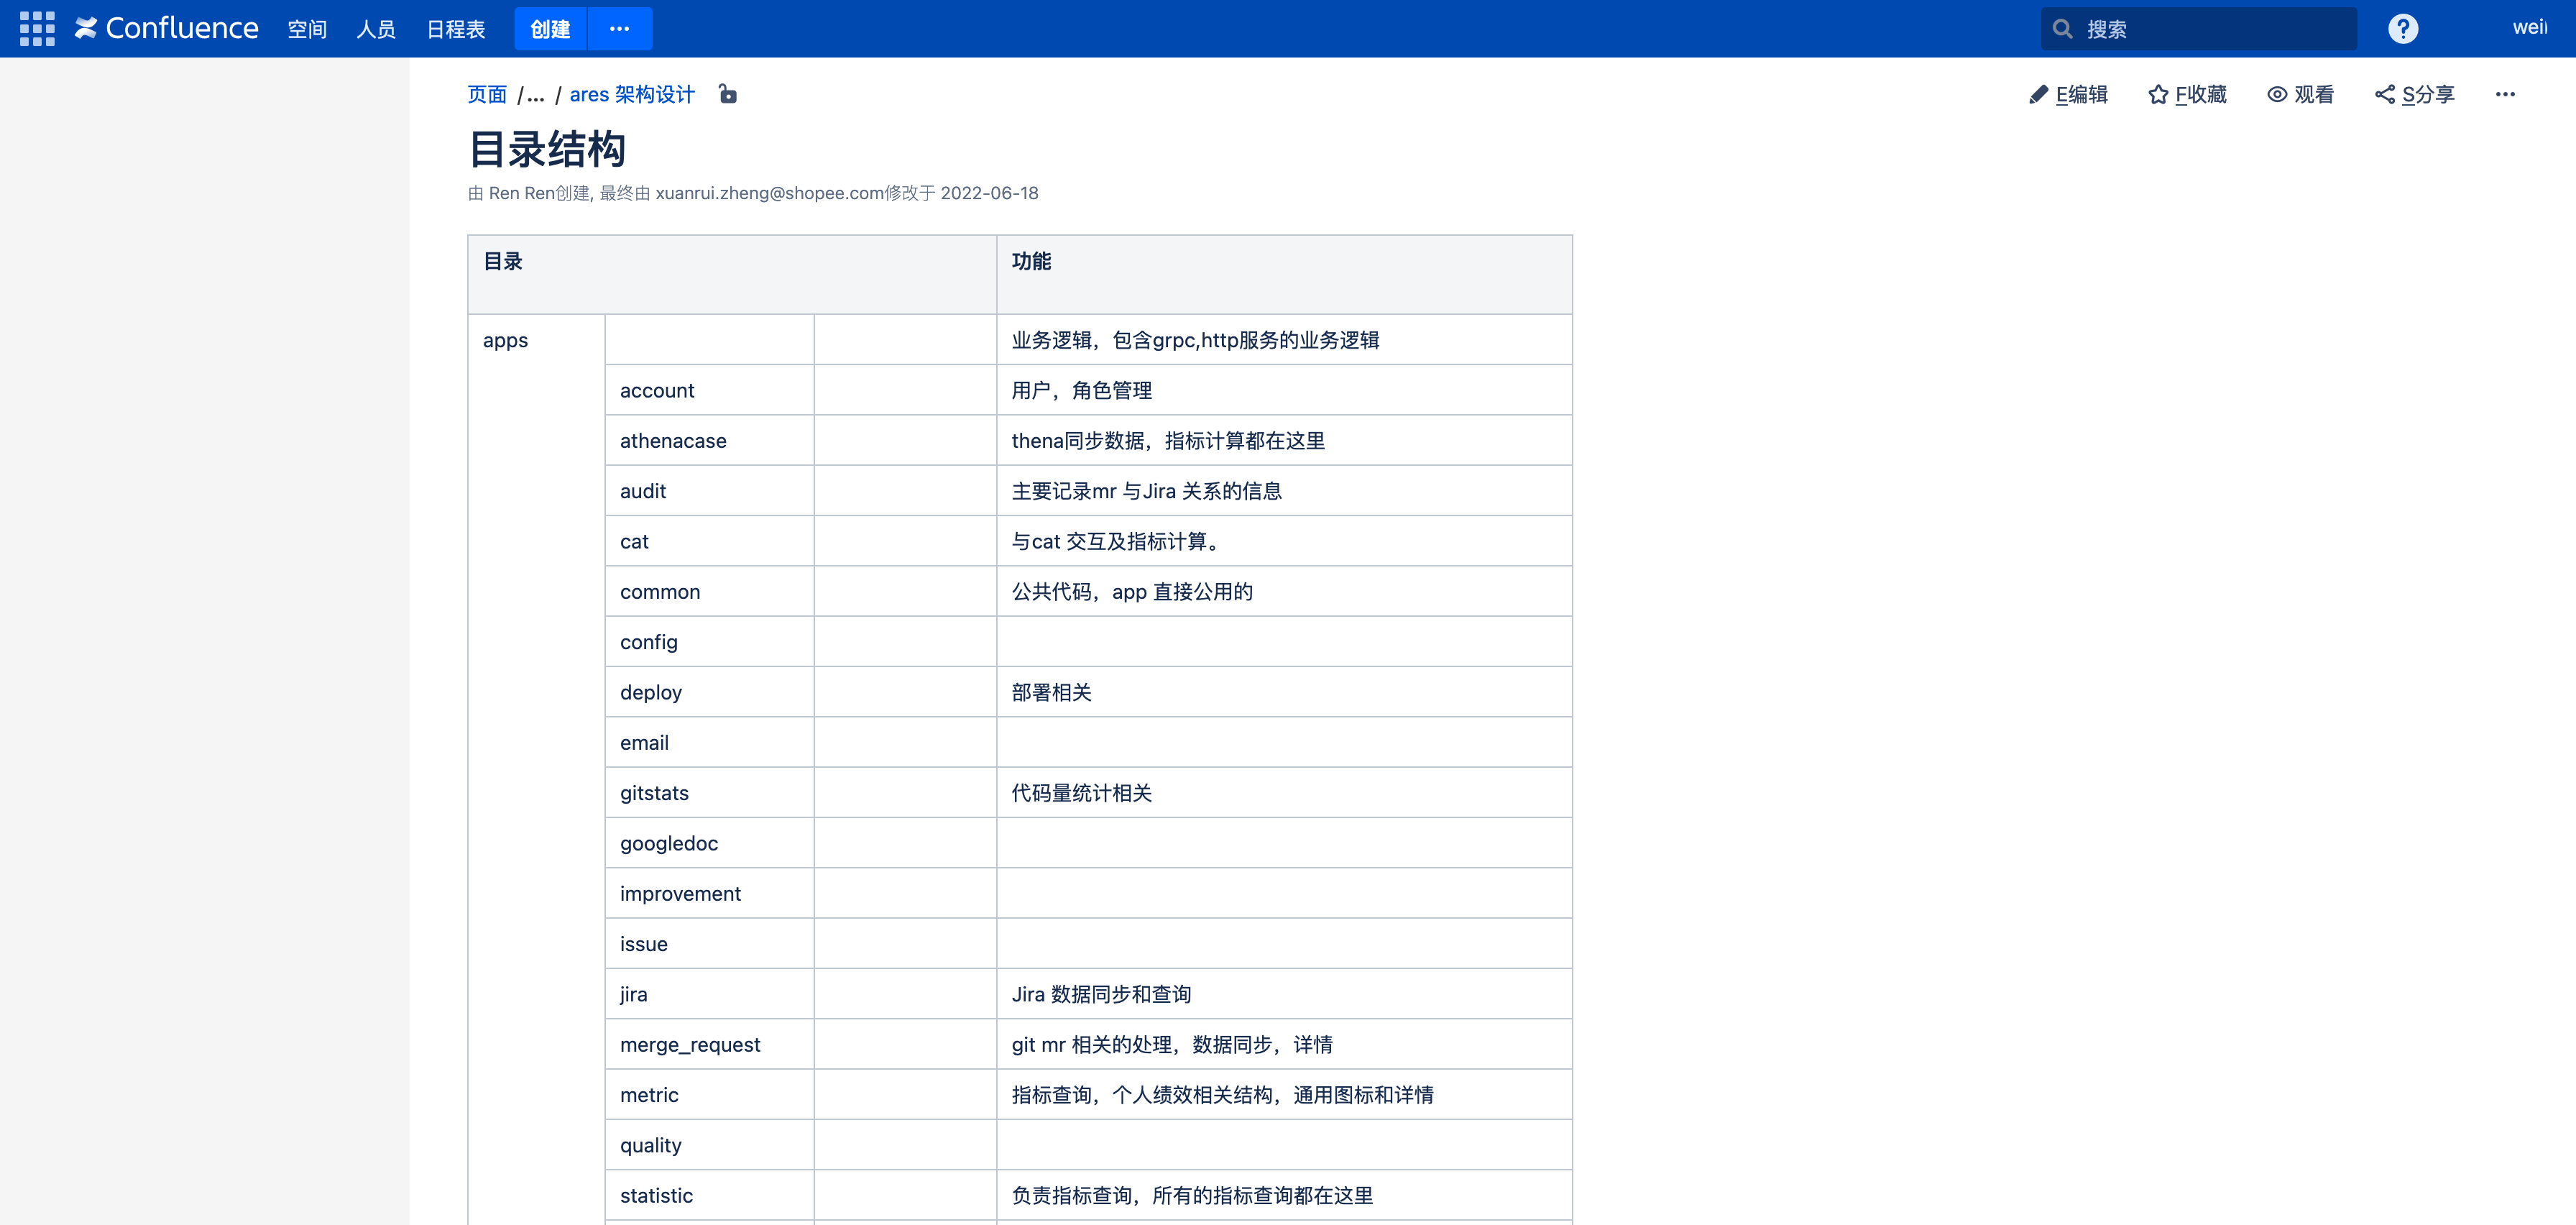 Confluence 空间 人员 日程表 创建 ··· 搜索 weil
页面 /... / ares 架构设计 E编辑 F收藏 观看 S分享 ···
目录结构
由 Ren Ren创建, 最终由 xuanrui.zheng@shopee.com修改于 2022-06-18
目录 功能
apps 业务逻辑，包含grpc,http服务的业务逻辑
account 用户，角色管理
athenacase thena同步数据，指标计算都在这里
audit 主要记录mr 与Jira 关系的信息
cat 与cat 交互及指标计算。
common 公共代码，app 直接公用的
config
deploy 部署相关
email
gitstats 代码量统计相关
googledoc
improvement
issue
jira Jira 数据同步和查询
merge_request git mr 相关的处理，数据同步，详情
metric 指标查询，个人绩效相关结构，通用图标和详情
quality
statistic 负责指标查询，所有的指标查询都在这里